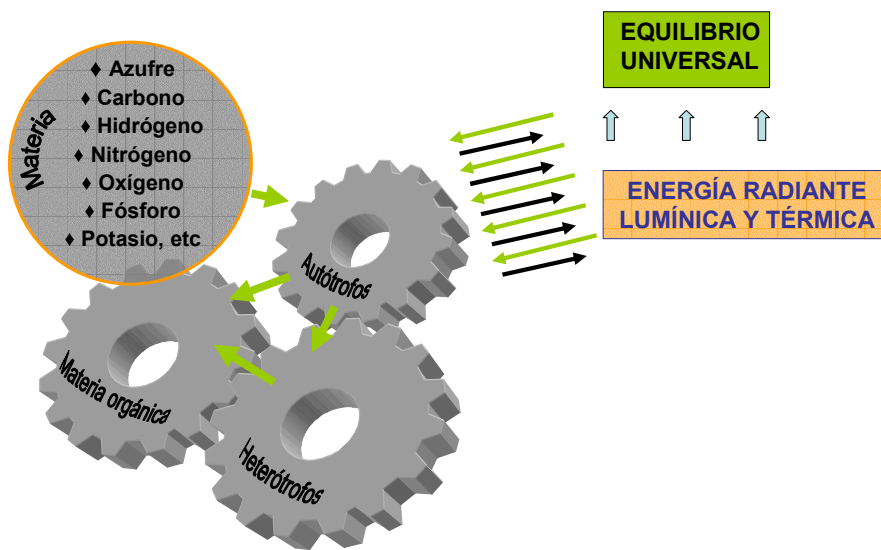 Materia
♦ Azufre
♦ Carbono
♦ Hidrógeno
♦ Nitrógeno
♦ Oxígeno
♦ Fósforo
♦ Potasio, etc
EQUILIBRIO
UNIVERSAL
ENERGÍA RADIANTE
LUMÍNICA Y TÉRMICA
Autótrofos
Materia orgánica
Heterótrofos